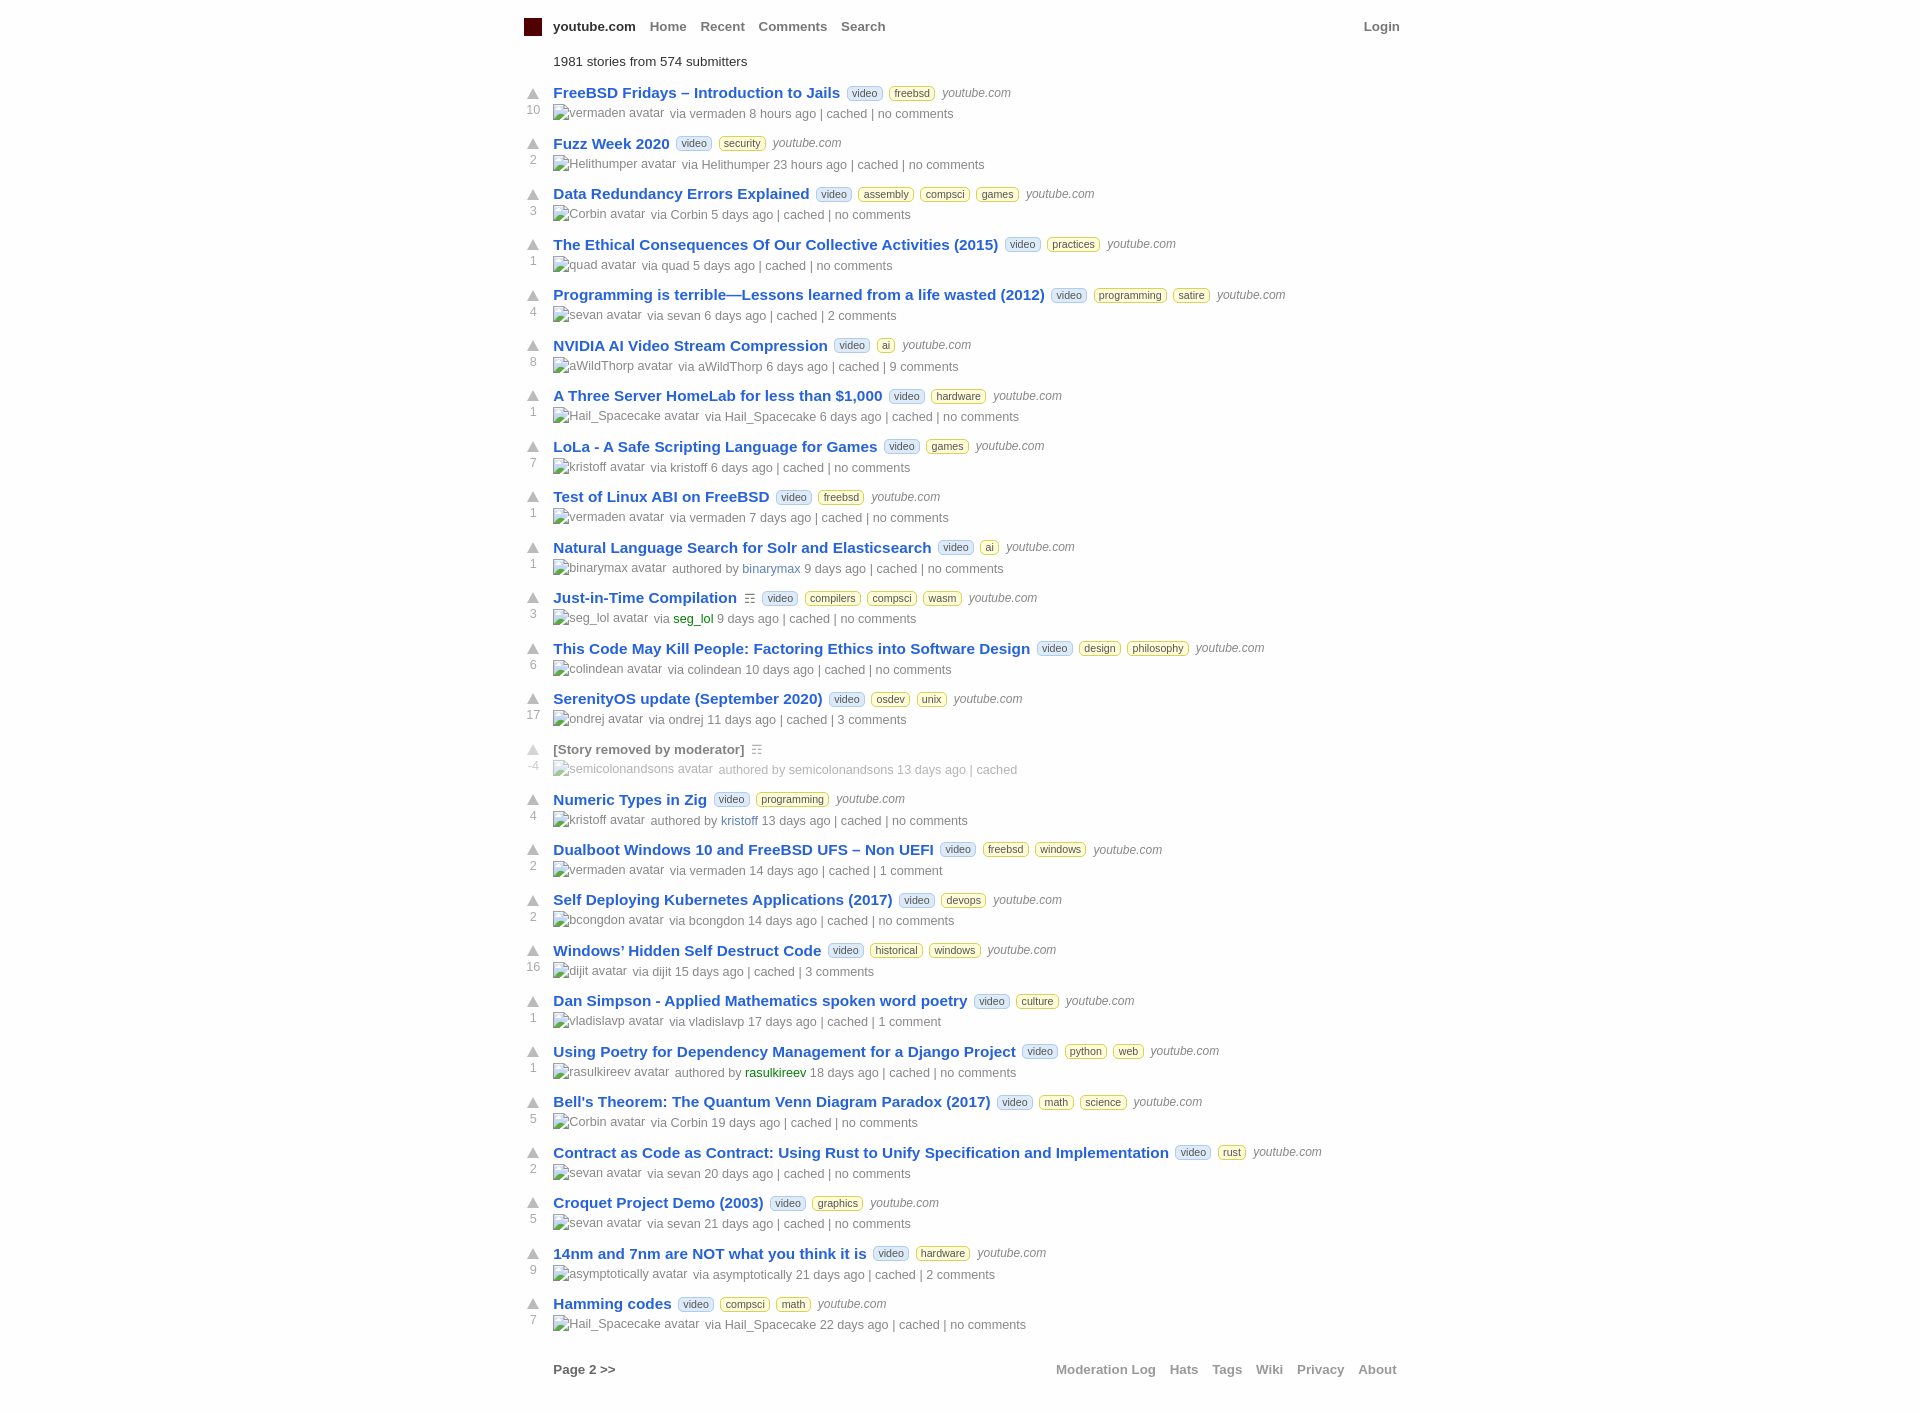 youtube.com Home Recent Comments Search Login
1981 stories from 574 submitters
FreeBSD Fridays – Introduction to Jails video freebsd youtube.com
10 vermaden avatar via vermaden 8 hours ago | cached | no comments
Fuzz Week 2020 video security youtube.com
2 Helithumper avatar via Helithumper 23 hours ago | cached | no comments
Data Redundancy Errors Explained video assembly compsci games youtube.com
3 Corbin avatar via Corbin 5 days ago | cached | no comments
The Ethical Consequences Of Our Collective Activities (2015) video practices youtube.com
1 quad avatar via quad 5 days ago | cached | no comments
Programming is terrible—Lessons learned from a life wasted (2012) video programming satire youtube.com
4 sevan avatar via sevan 6 days ago | cached | 2 comments
NVIDIA AI Video Stream Compression video ai youtube.com
8 aWildThorp avatar via aWildThorp 6 days ago | cached | 9 comments
A Three Server HomeLab for less than $1,000 video hardware youtube.com
1 Hail_Spacecake avatar via Hail_Spacecake 6 days ago | cached | no comments
LoLa - A Safe Scripting Language for Games video games youtube.com
7 kristoff avatar via kristoff 6 days ago | cached | no comments
Test of Linux ABI on FreeBSD video freebsd youtube.com
1 vermaden avatar via vermaden 7 days ago | cached | no comments
Natural Language Search for Solr and Elasticsearch video ai youtube.com
1 binarymax avatar authored by binarymax 9 days ago | cached | no comments
Just-in-Time Compilation ☶ video compilers compsci wasm youtube.com
3 seg_lol avatar via seg_lol 9 days ago | cached | no comments
This Code May Kill People: Factoring Ethics into Software Design video design philosophy youtube.com
6 colindean avatar via colindean 10 days ago | cached | no comments
SerenityOS update (September 2020) video osdev unix youtube.com
17 ondrej avatar via ondrej 11 days ago | cached | 3 comments
[Story removed by moderator] ☶
-4 semicolonandsons avatar authored by semicolonandsons 13 days ago | cached
Numeric Types in Zig video programming youtube.com
4 kristoff avatar authored by kristoff 13 days ago | cached | no comments
Dualboot Windows 10 and FreeBSD UFS – Non UEFI video freebsd windows youtube.com
2 vermaden avatar via vermaden 14 days ago | cached | 1 comment
Self Deploying Kubernetes Applications (2017) video devops youtube.com
2 bcongdon avatar via bcongdon 14 days ago | cached | no comments
Windows’ Hidden Self Destruct Code video historical windows youtube.com
16 dijit avatar via dijit 15 days ago | cached | 3 comments
Dan Simpson - Applied Mathematics spoken word poetry video culture youtube.com
1 vladislavp avatar via vladislavp 17 days ago | cached | 1 comment
Using Poetry for Dependency Management for a Django Project video python web youtube.com
1 rasulkireev avatar authored by rasulkireev 18 days ago | cached | no comments
Bell's Theorem: The Quantum Venn Diagram Paradox (2017) video math science youtube.com
5 Corbin avatar via Corbin 19 days ago | cached | no comments
Contract as Code as Contract: Using Rust to Unify Specification and Implementation video rust youtube.com
2 sevan avatar via sevan 20 days ago | cached | no comments
Croquet Project Demo (2003) video graphics youtube.com
5 sevan avatar via sevan 21 days ago | cached | no comments
14nm and 7nm are NOT what you think it is video hardware youtube.com
9 asymptotically avatar via asymptotically 21 days ago | cached | 2 comments
Hamming codes video compsci math youtube.com
7 Hail_Spacecake avatar via Hail_Spacecake 22 days ago | cached | no comments
Page 2 >> Moderation Log Hats Tags Wiki Privacy About